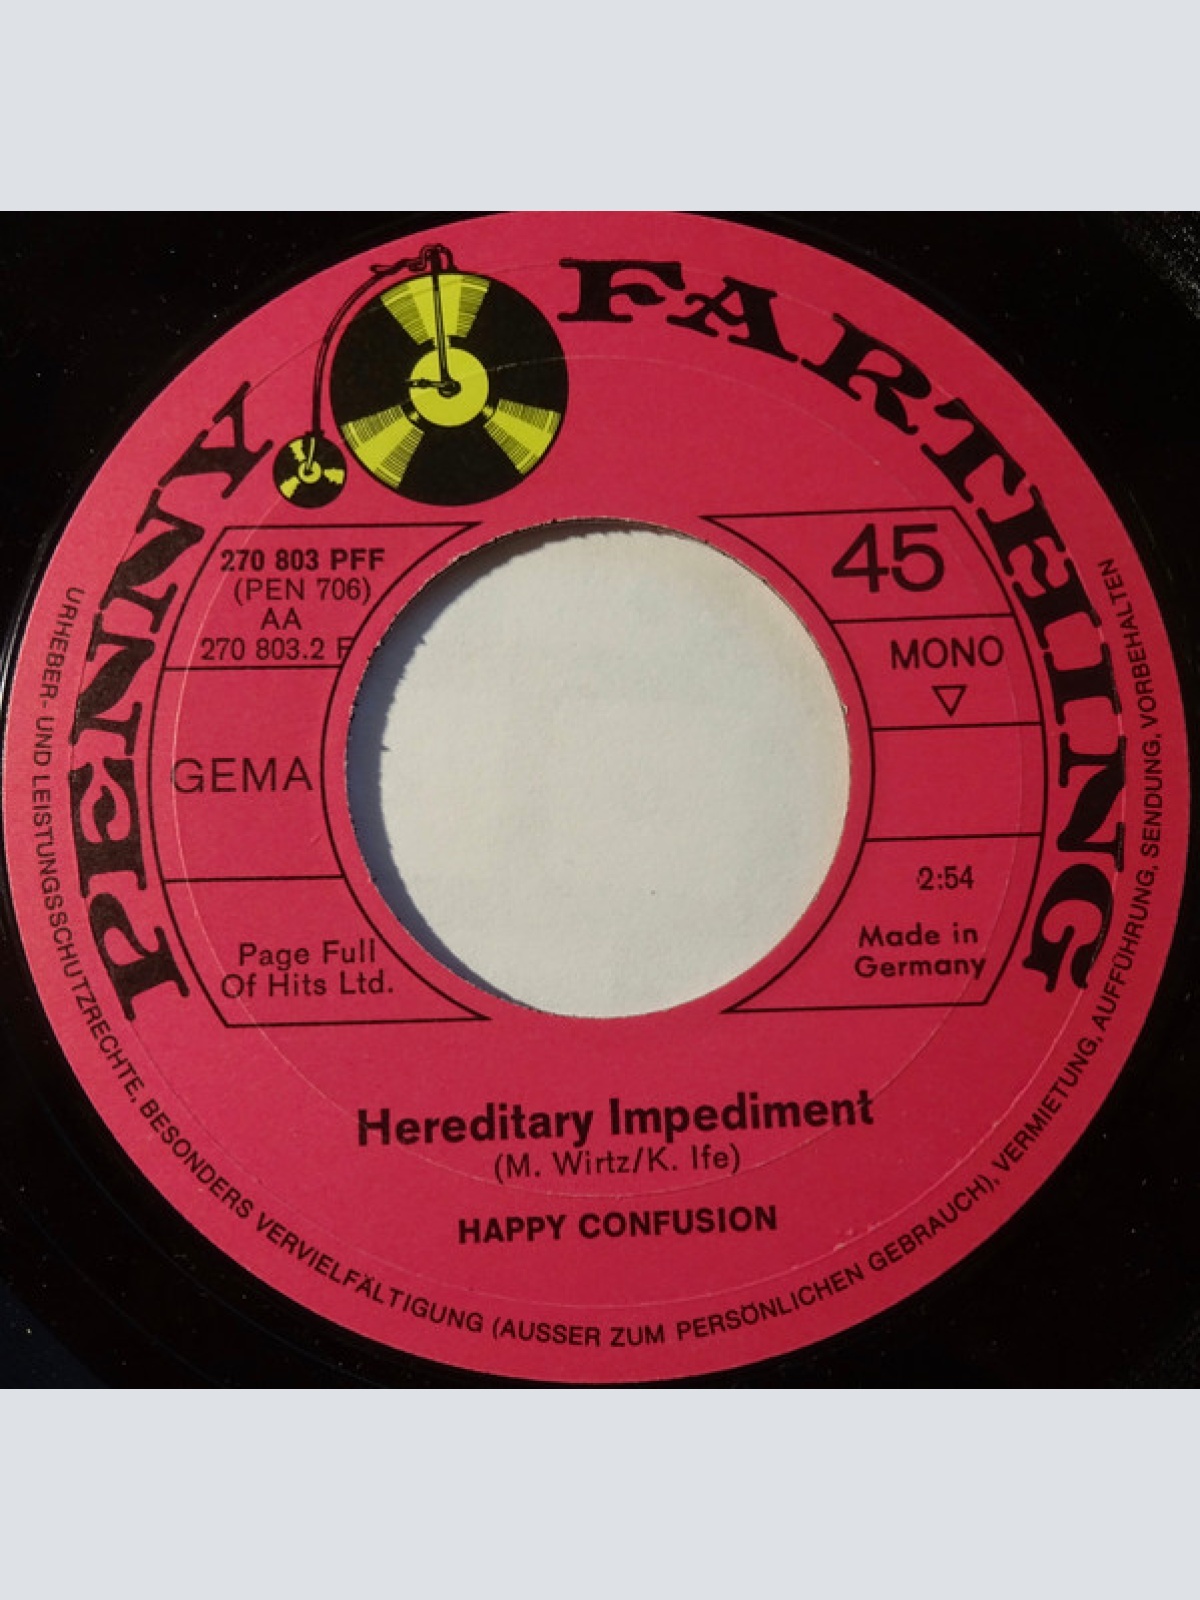 PENNY FARTHING
270 803 PFF
(PEN 706)
AA
270 803.2 F
GEMA
Page Full
Of Hits Ltd.
45
MONO
2:54
Made in
Germany
Hereditary Impediment
(M. Wirtz/K. Ife)
HAPPY CONFUSION
URHEBER- UND LEISTUNGSSCHUTZRECHTE, BESONDERS VERVIELFÄLTIGUNG (AUSSER ZUM PERSÖNLICHEN GEBRAUCH), VERMIETUNG, AUFFÜHRUNG, SENDUNG, VORBEHALTEN